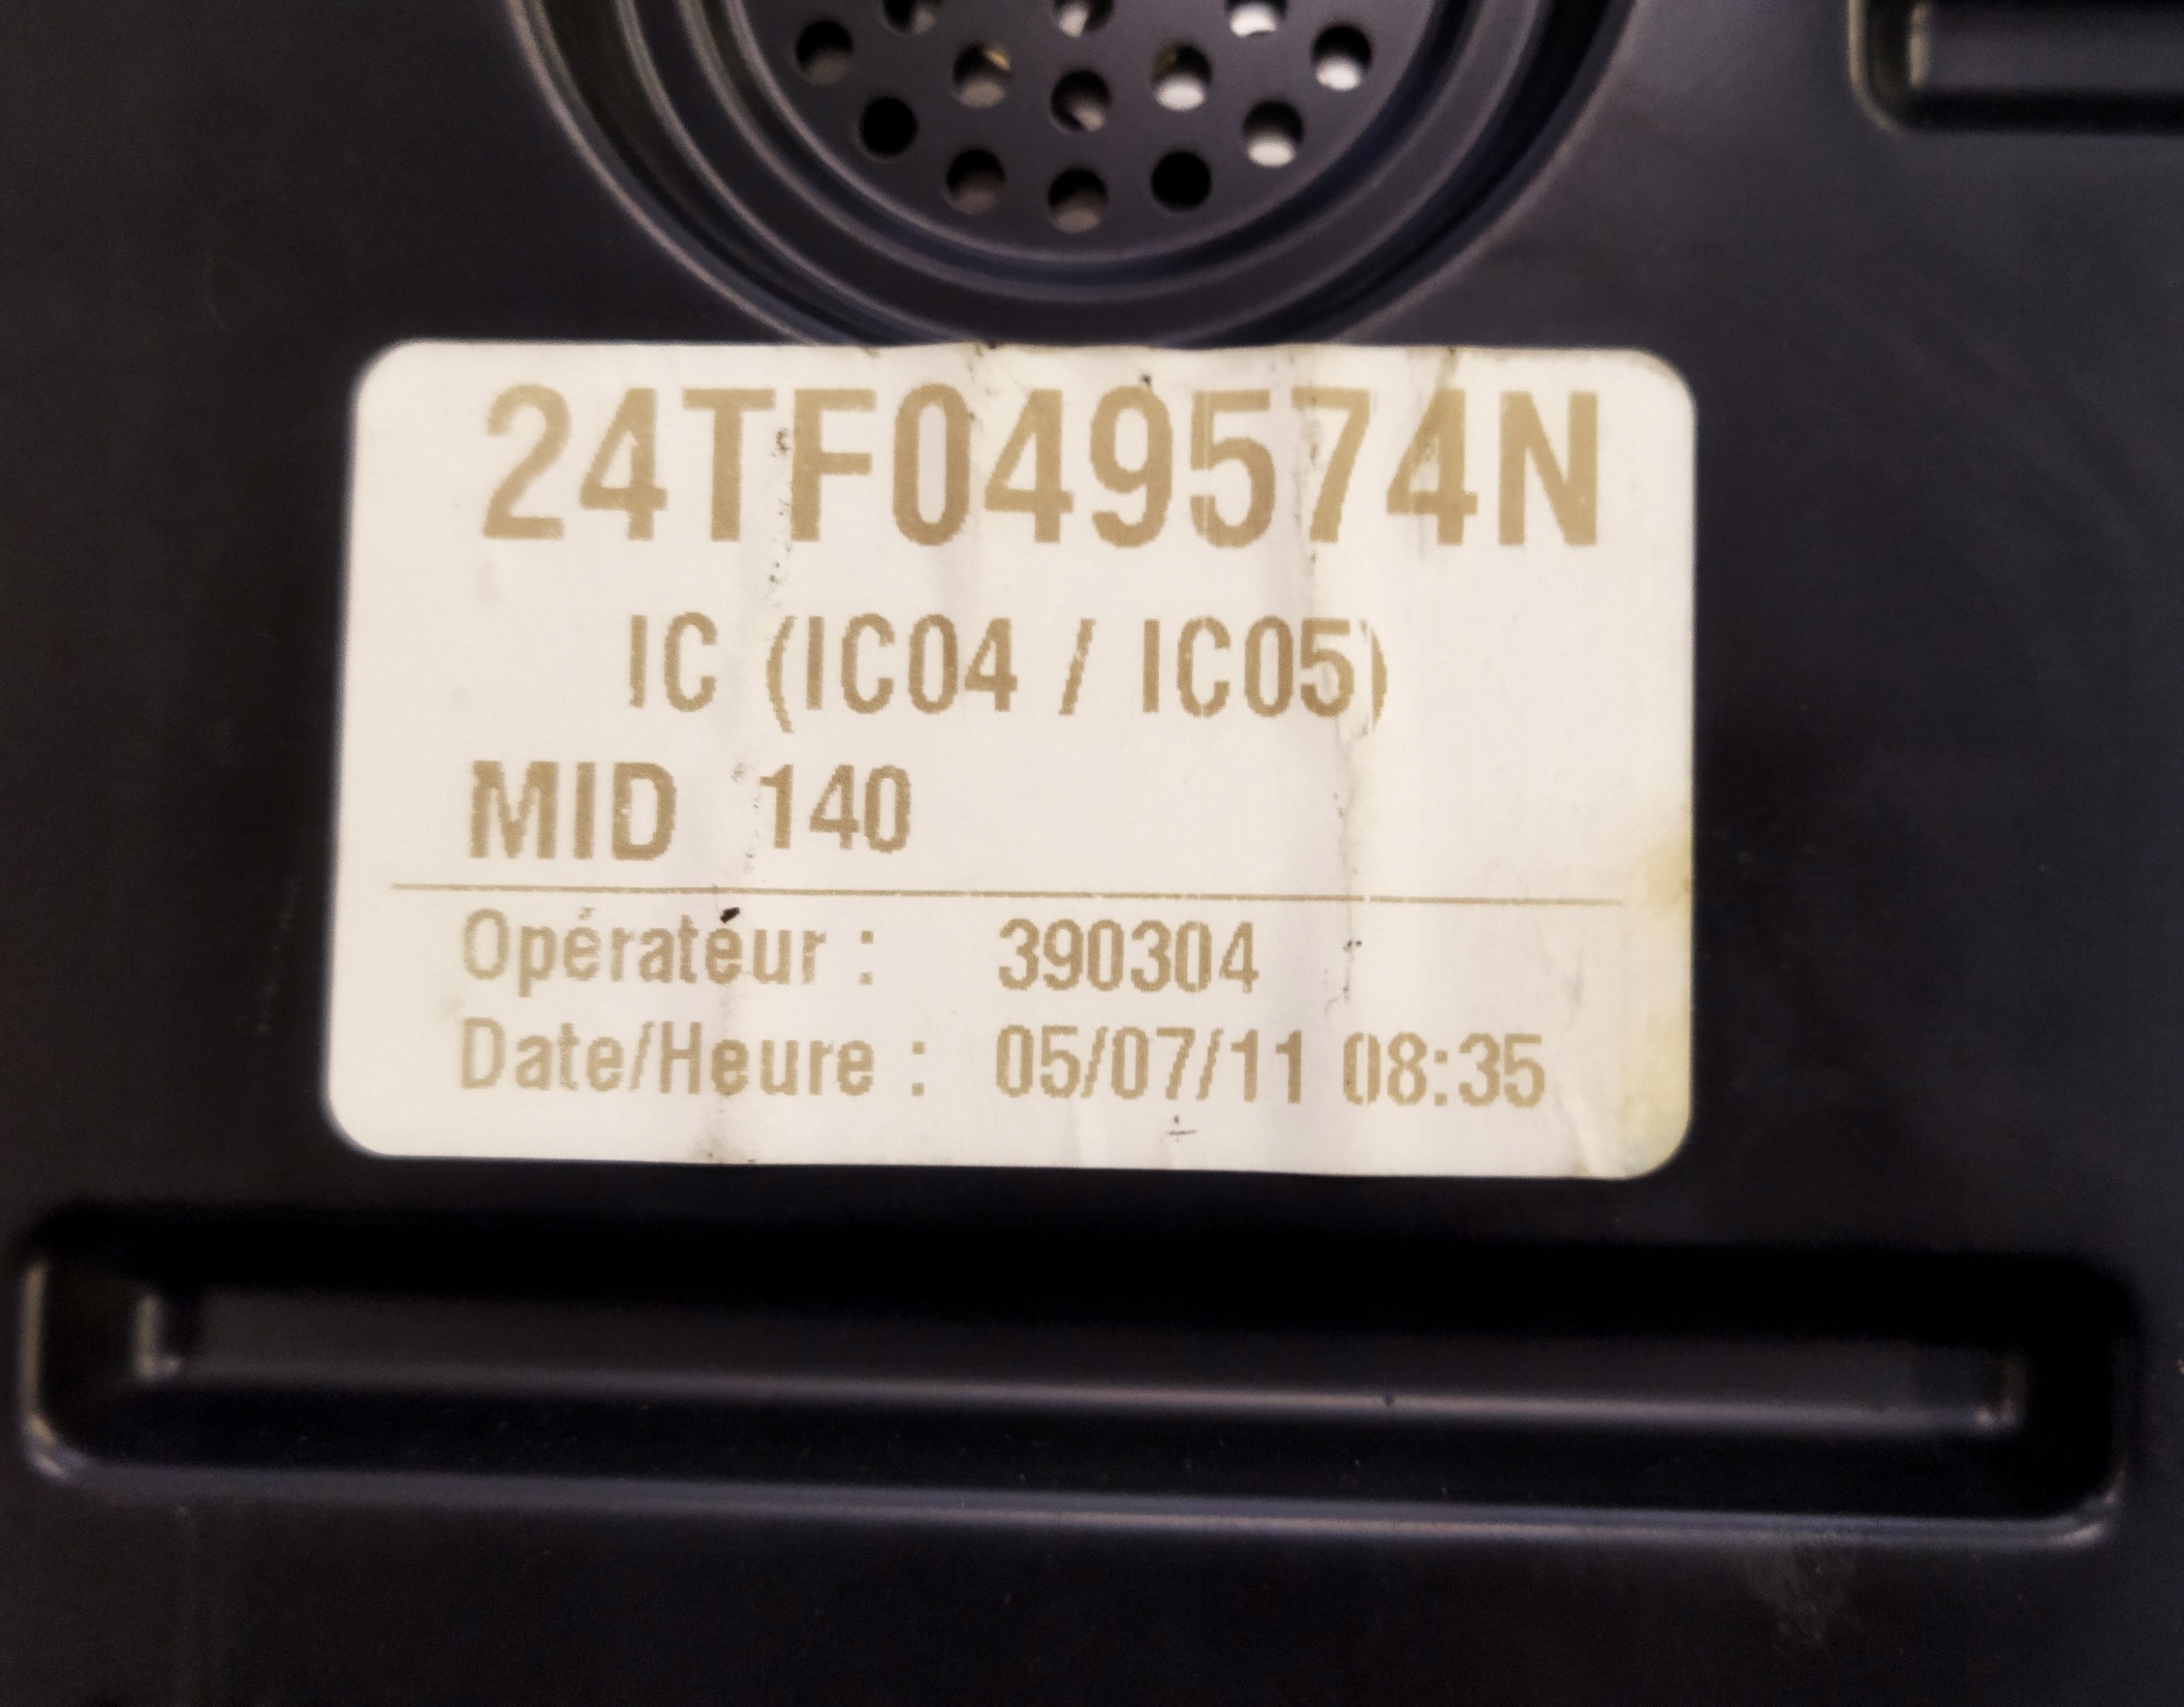 24TF049574N
IC (IC04 / IC05)
MID 140
Opérateur : 390304
Date/Heure : 05/07/11 08:35